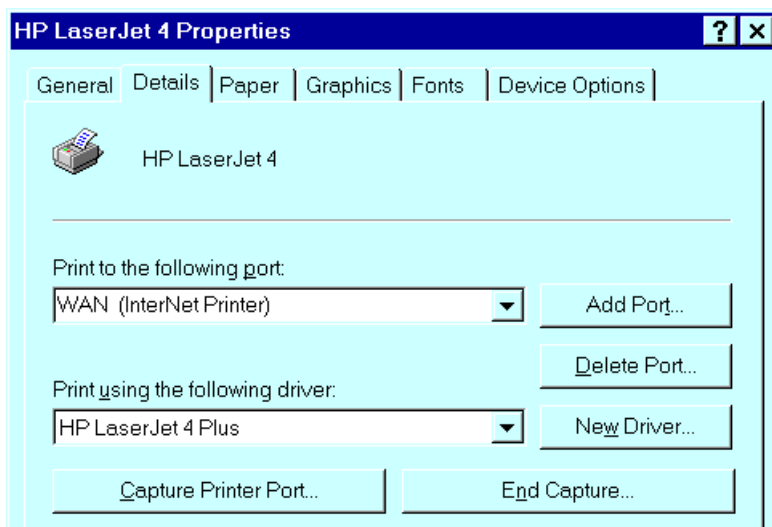 HP LaserJet 4 Properties
General Details Paper Graphics Fonts Device Options
HP LaserJet 4
Print to the following port:
WAN (InterNet Printer)
Add Port...
Delete Port...
Print using the following driver:
HP LaserJet 4 Plus
New Driver...
Capture Printer Port... End Capture...